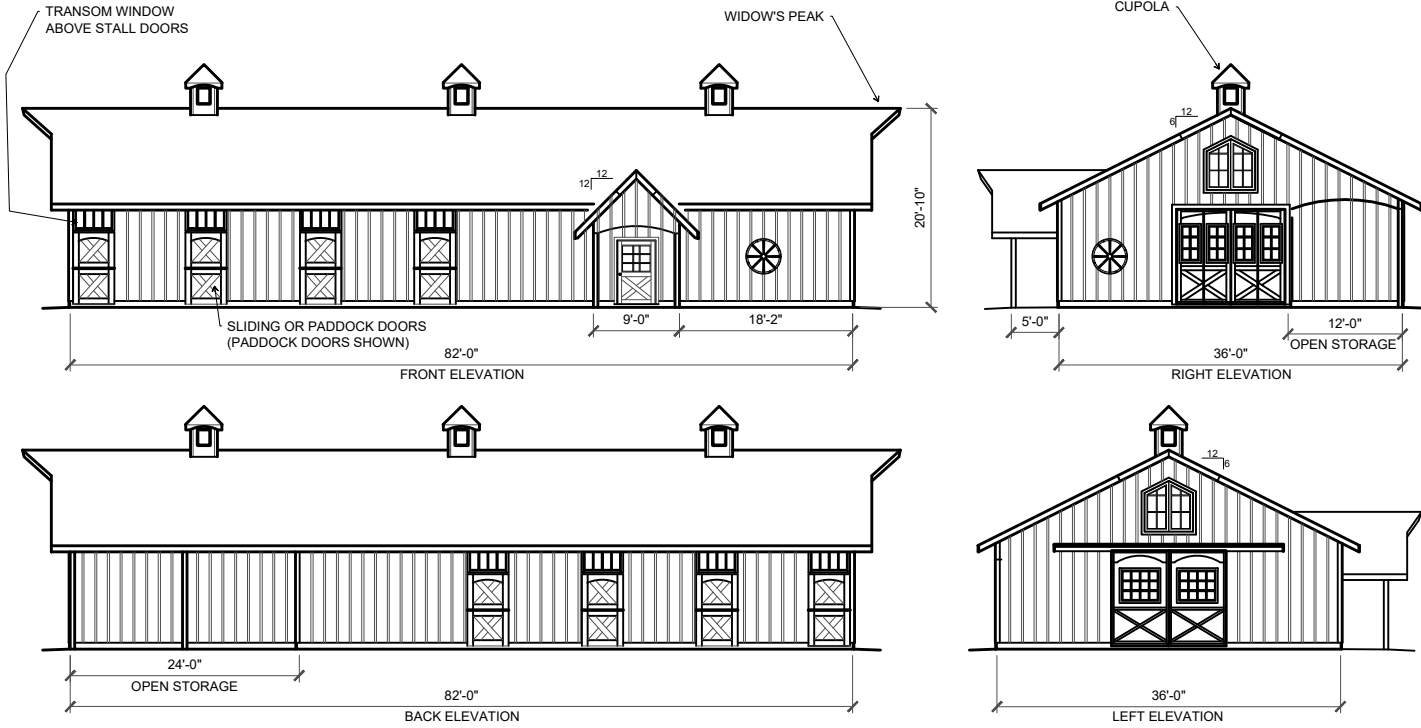 TRANSOM WINDOW
ABOVE STALL DOORS
WIDOW'S PEAK
12
12
20'-10"
SLIDING OR PADDOCK DOORS
(PADDOCK DOORS SHOWN)
9'-0"
18'-2"
82'-0"
FRONT ELEVATION
CUPOLA
12
6
5'-0"
12'-0"
OPEN STORAGE
36'-0"
RIGHT ELEVATION
24'-0"
OPEN STORAGE
82'-0"
BACK ELEVATION
12
6
36'-0"
LEFT ELEVATION